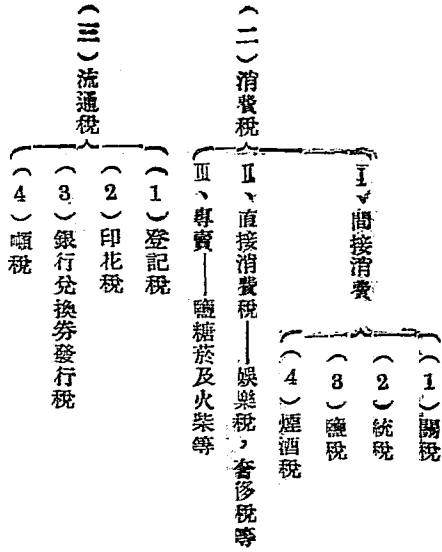 （二）消費稅
I、間接消費
（1）關稅
（2）統稅
（3）鹽稅
（4）煙酒稅
II、直接消費稅——娛樂稅，奢侈稅等
III、專賣——鹽糖菸及火柴等
（三）流通稅
（1）登記稅
（2）印花稅
（3）銀行兌換券發行稅
（4）噸稅